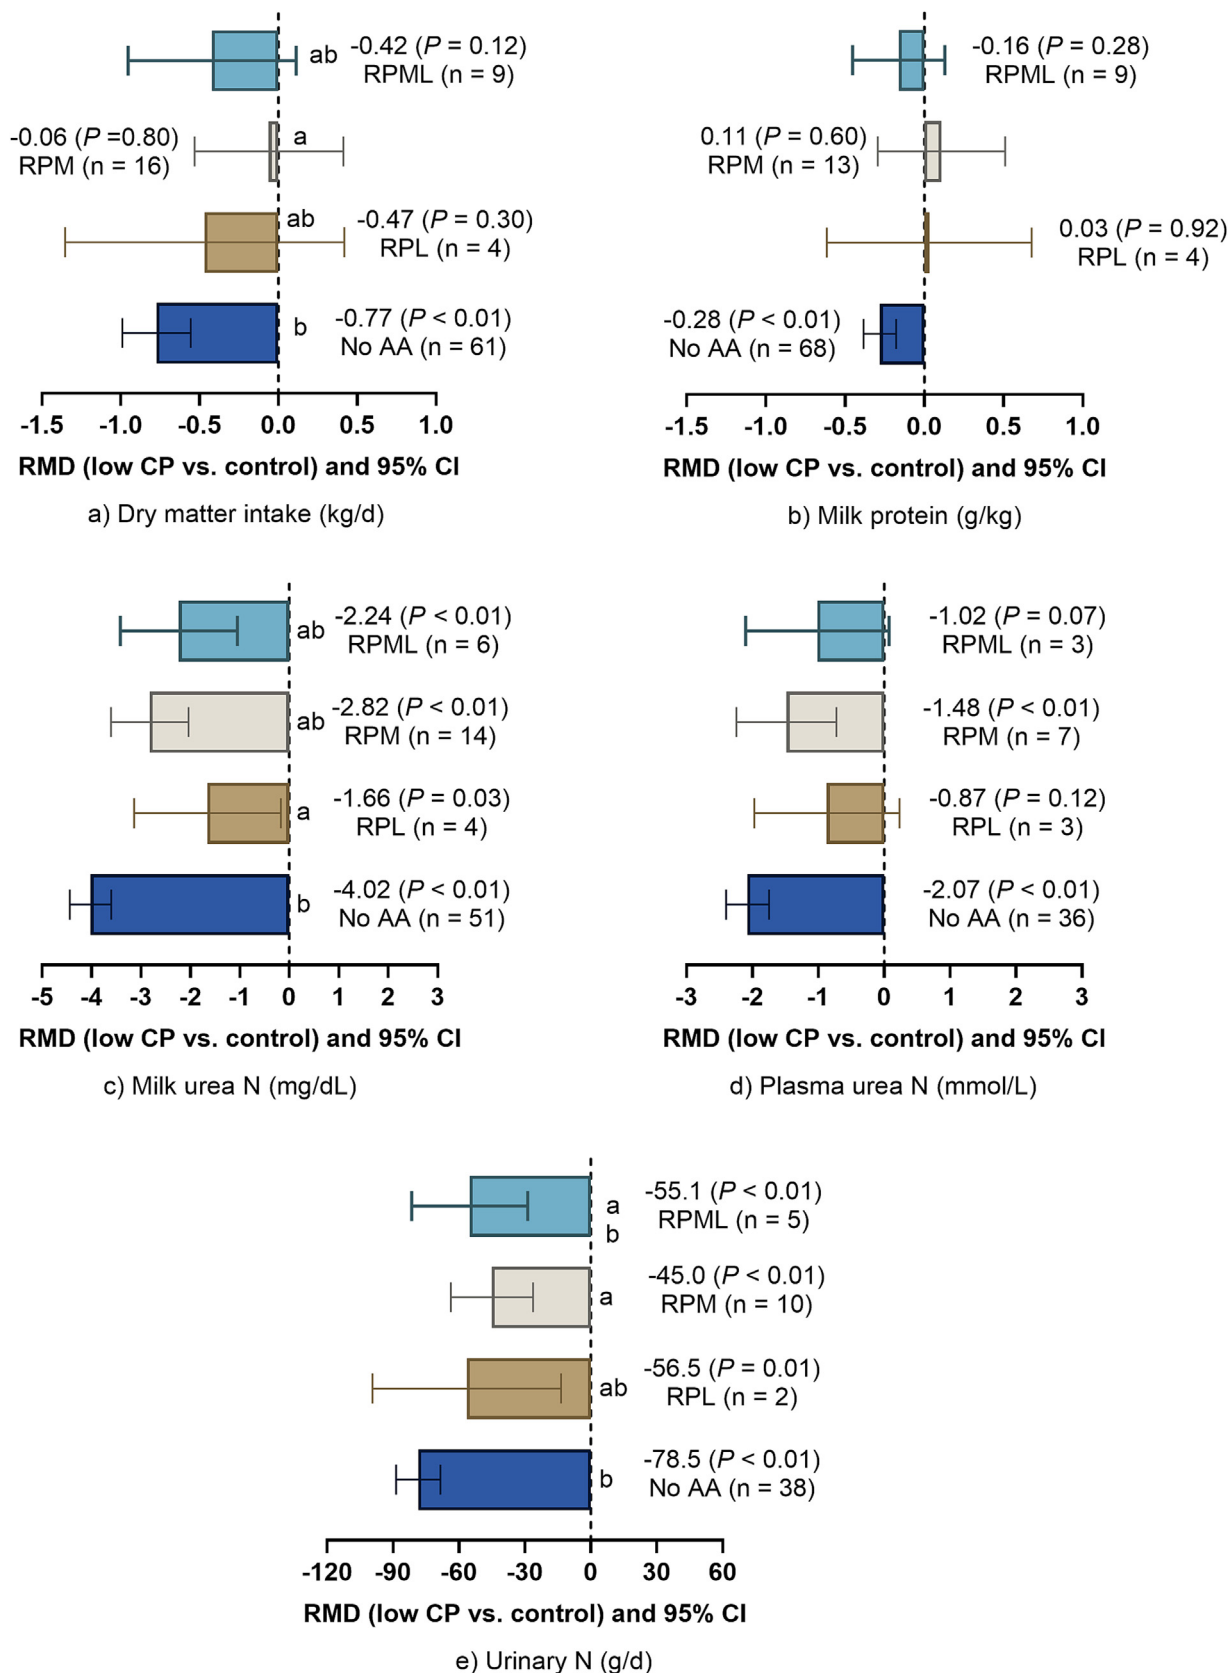 ab
-0.42 (P = 0.12)
RPML (n = 9)
-0.06 (P =0.80)
RPM (n = 16)
a
ab
-0.47 (P = 0.30)
RPL (n = 4)
b
-0.77 (P < 0.01)
No AA (n = 61)
-1.5 -1.0 -0.5 0.0 0.5 1.0
RMD (low CP vs. control) and 95% CI
a) Dry matter intake (kg/d)
-0.16 (P = 0.28)
RPML (n = 9)
0.11 (P = 0.60)
RPM (n = 13)
0.03 (P = 0.92)
RPL (n = 4)
-0.28 (P < 0.01)
No AA (n = 68)
-1.5 -1.0 -0.5 0.0 0.5 1.0
RMD (low CP vs. control) and 95% CI
b) Milk protein (g/kg)
ab
-2.24 (P < 0.01)
RPML (n = 6)
ab
-2.82 (P < 0.01)
RPM (n = 14)
a
-1.66 (P = 0.03)
RPL (n = 4)
b
-4.02 (P < 0.01)
No AA (n = 51)
-5 -4 -3 -2 -1 0 1 2 3
RMD (low CP vs. control) and 95% CI
c) Milk urea N (mg/dL)
-1.02 (P = 0.07)
RPML (n = 3)
-1.48 (P < 0.01)
RPM (n = 7)
-0.87 (P = 0.12)
RPL (n = 3)
-2.07 (P < 0.01)
No AA (n = 36)
-3 -2 -1 0 1 2 3
RMD (low CP vs. control) and 95% CI
d) Plasma urea N (mmol/L)
a
b
-55.1 (P < 0.01)
RPML (n = 5)
a
-45.0 (P < 0.01)
RPM (n = 10)
ab
-56.5 (P = 0.01)
RPL (n = 2)
b
-78.5 (P < 0.01)
No AA (n = 38)
-120 -90 -60 -30 0 30 60
RMD (low CP vs. control) and 95% CI
e) Urinary N (g/d)